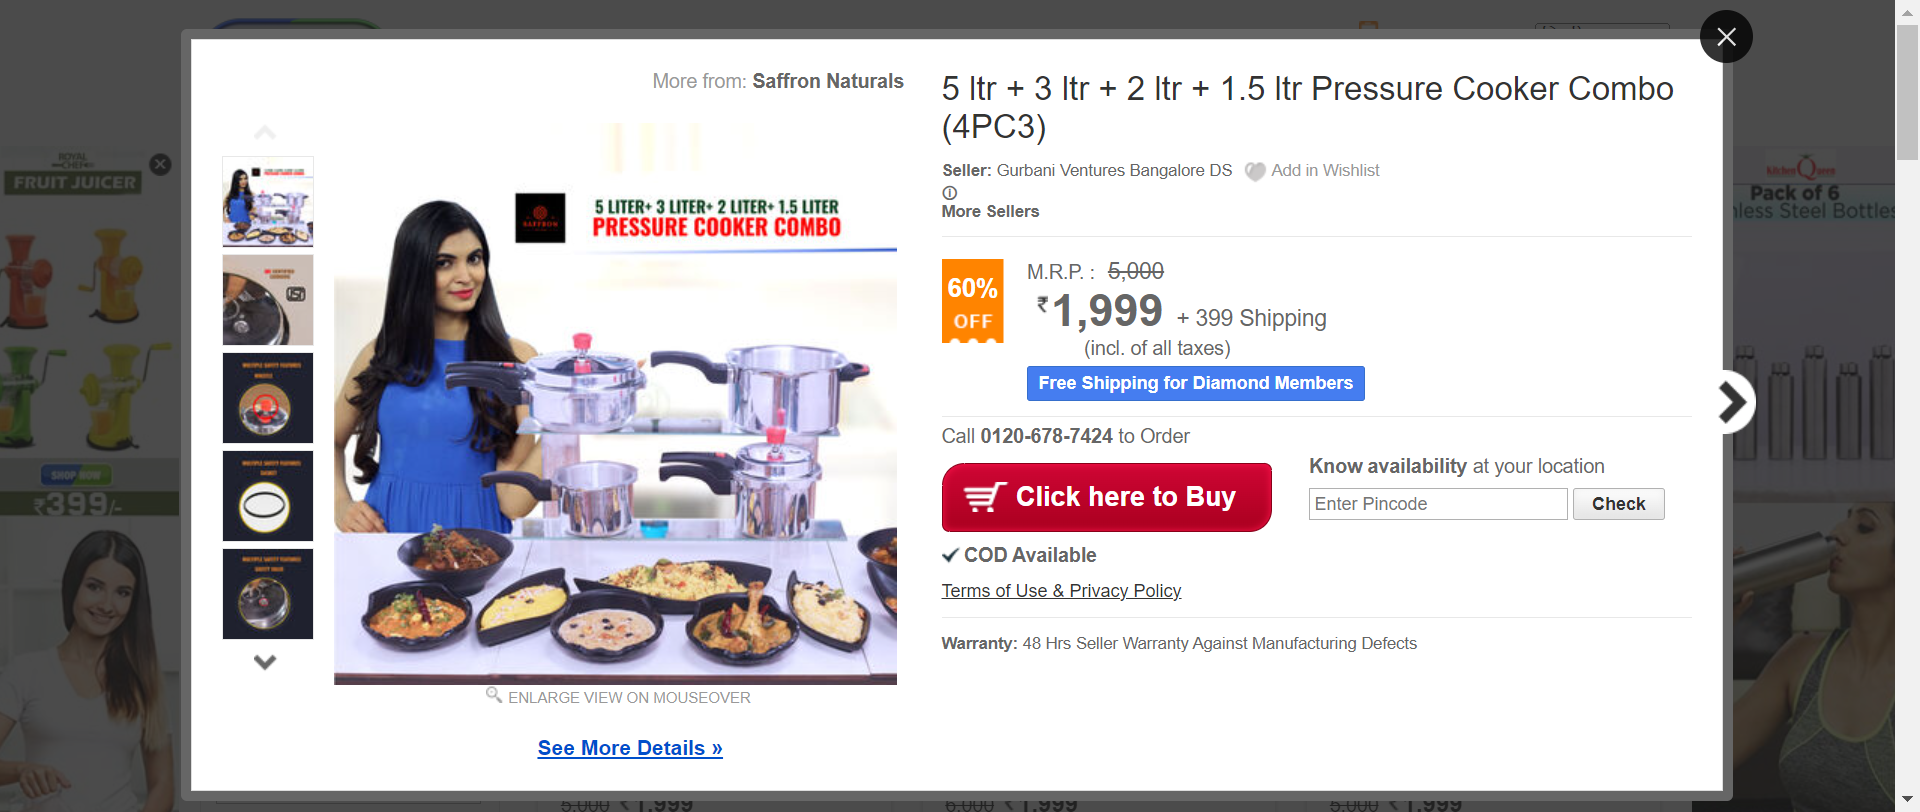 More from: Saffron Naturals
5 LITER+ 3 LITER+ 2 LITER+ 1.5 LITER
PRESSURE COOKER COMBO
SAFFRON
ENLARGE VIEW ON MOUSEOVER
See More Details »
5 ltr + 3 ltr + 2 ltr + 1.5 ltr Pressure Cooker Combo
(4PC3)
Seller: Gurbani Ventures Bangalore DS Add in Wishlist
More Sellers
60%
OFF
M.R.P. : 5,000
₹1,999 + 399 Shipping
(incl. of all taxes)
Free Shipping for Diamond Members
Call 0120-678-7424 to Order
Click here to Buy
Know availability at your location
Enter Pincode Check
COD Available
Terms of Use & Privacy Policy
Warranty: 48 Hrs Seller Warranty Against Manufacturing Defects
ROYAL
CHEF
FRUIT JUICER
SHOP NOW
₹399/-
Kitchen Queen
Pack of 6
less Steel Bottles
5,000 ₹1,999
6,000 ₹1,999
5,000 ₹1,999